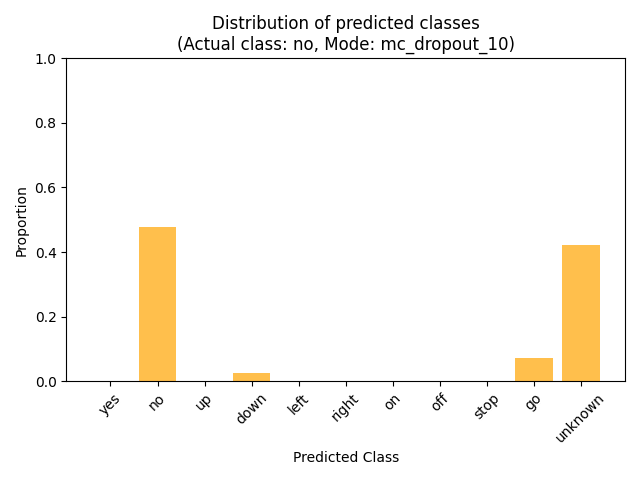 Distribution of predicted classes
(Actual class: no, Mode: mc_dropout_10)
1.0
0.8
0.6
0.4
0.2
0.0
Proportion
yes
no
up
down
left
right
on
off
stop
go
unknown
Predicted Class